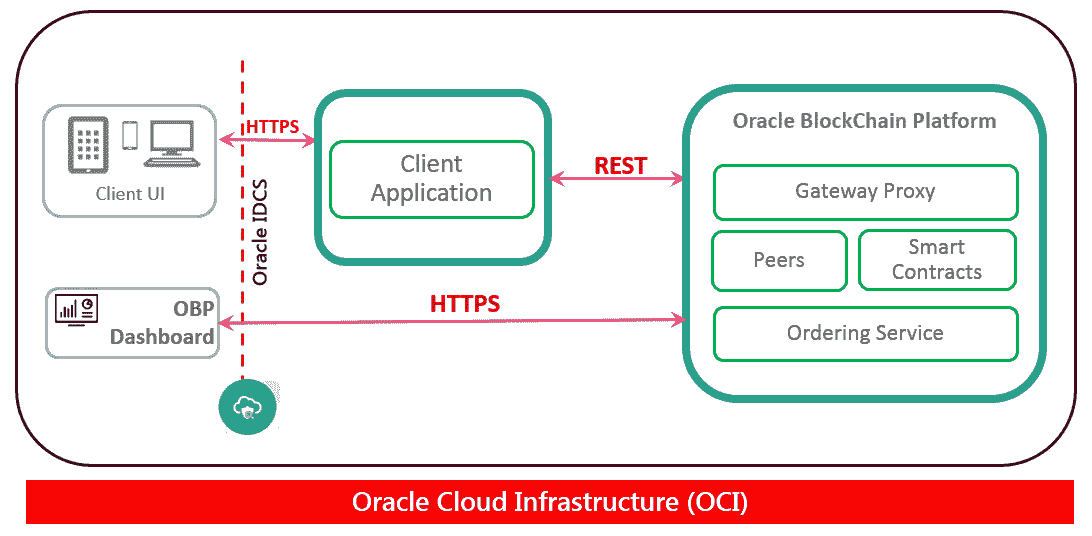 HTTPS
Client UI
Oracle IDCS
Client
Application
REST
Oracle BlockChain Platform
Gateway Proxy
Peers
Smart
Contracts
Ordering Service
OBP
Dashboard
HTTPS
Oracle Cloud Infrastructure (OCI)